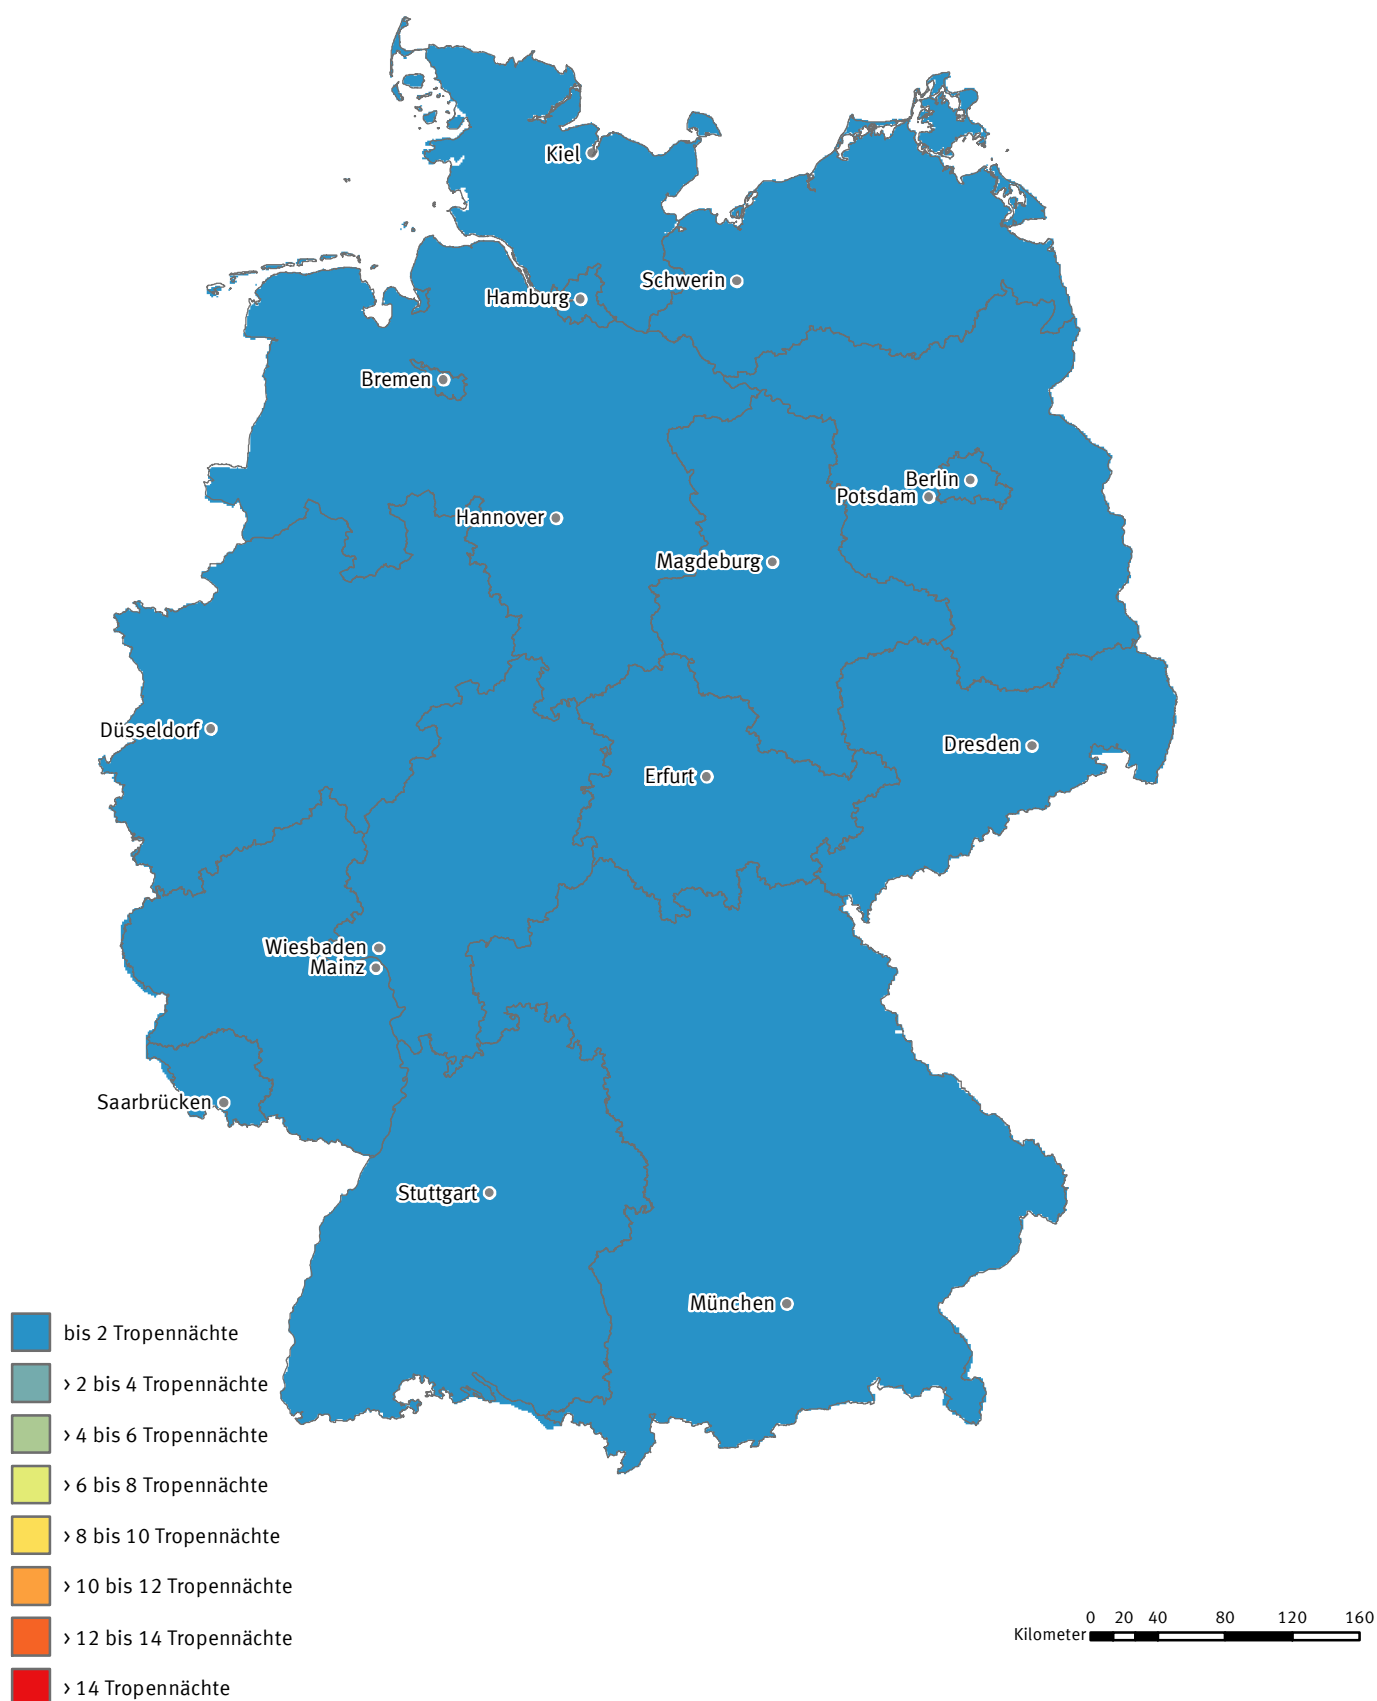 Kiel
Schwerin
Hamburg
Bremen
Berlin
Potsdam
Hannover
Magdeburg
Düsseldorf
Dresden
Erfurt
Wiesbaden
Mainz
Saarbrücken
Stuttgart
München
bis 2 Tropennächte
> 2 bis 4 Tropennächte
> 4 bis 6 Tropennächte
> 6 bis 8 Tropennächte
> 8 bis 10 Tropennächte
> 10 bis 12 Tropennächte
> 12 bis 14 Tropennächte
> 14 Tropennächte
0 20 40 80 120 160
Kilometer